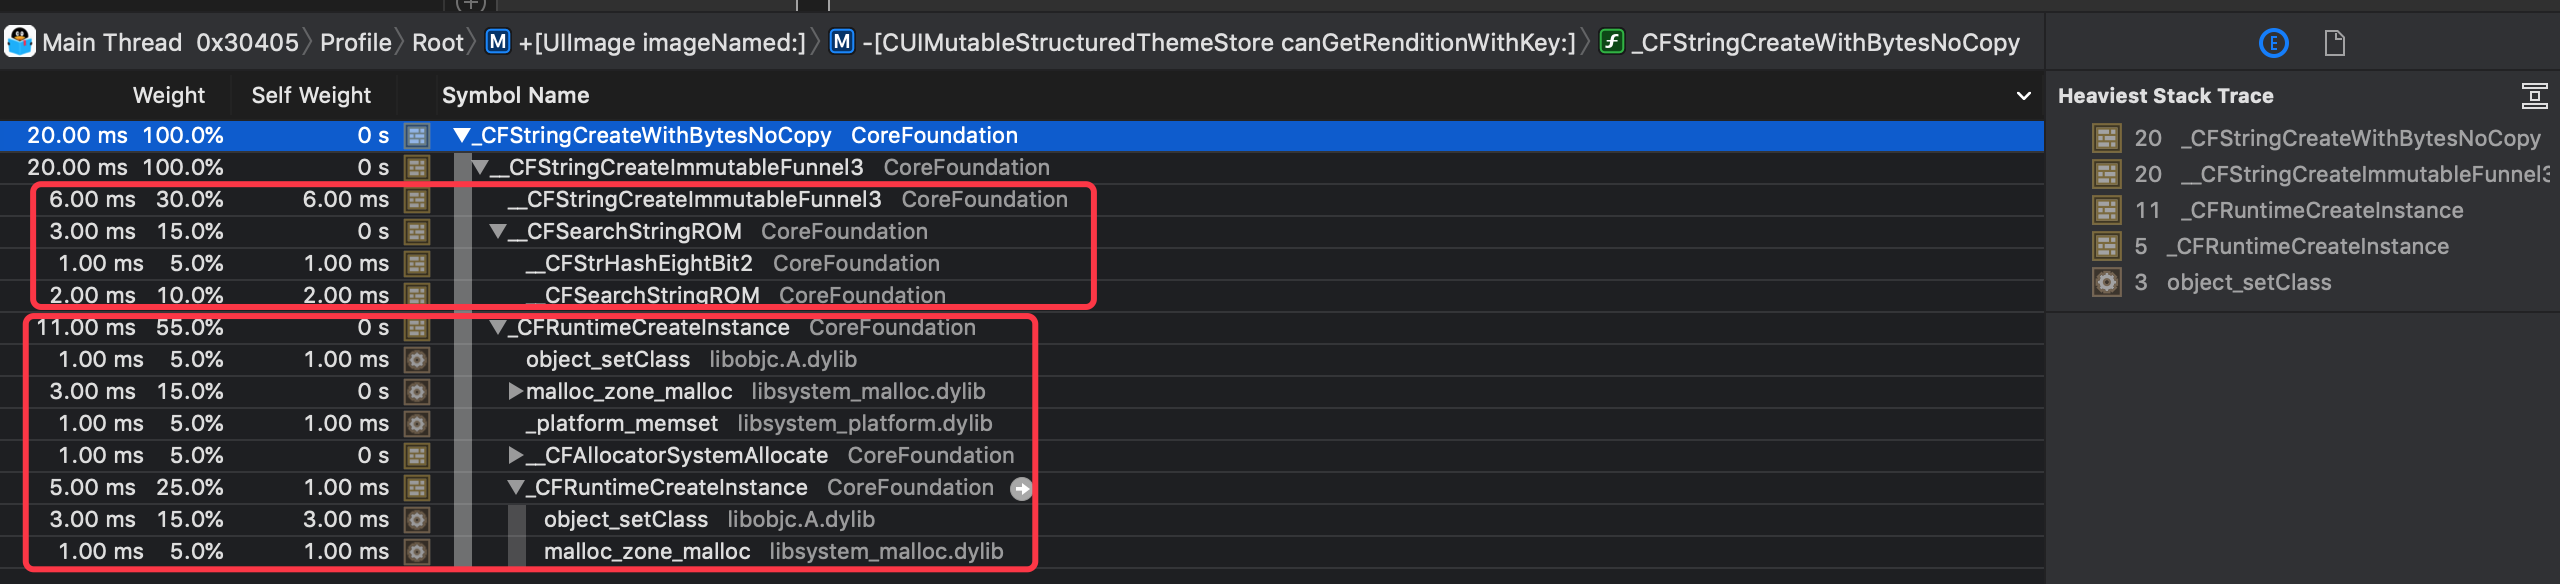 Main Thread 0x30405 Profile Root M +[UIImage imageNamed:] M -[CUIMutableStructuredThemeStore canGetRenditionWithKey:] f _CFStringCreateWithBytesNoCopy E
Weight Self Weight Symbol Name
20.00 ms 100.0% 0 s _CFStringCreateWithBytesNoCopy CoreFoundation
20.00 ms 100.0% 0 s __CFStringCreateImmutableFunnel3 CoreFoundation
6.00 ms 30.0% 6.00 ms __CFStringCreateImmutableFunnel3 CoreFoundation
3.00 ms 15.0% 0 s __CFSearchStringROM CoreFoundation
1.00 ms 5.0% 1.00 ms __CFStrHashEightBit2 CoreFoundation
2.00 ms 10.0% 2.00 ms __CFSearchStringROM CoreFoundation
11.00 ms 55.0% 0 s _CFRuntimeCreateInstance CoreFoundation
1.00 ms 5.0% 1.00 ms object_setClass libobjc.A.dylib
3.00 ms 15.0% 0 s malloc_zone_malloc libsystem_malloc.dylib
1.00 ms 5.0% 1.00 ms _platform_memset libsystem_platform.dylib
1.00 ms 5.0% 0 s __CFAllocatorSystemAllocate CoreFoundation
5.00 ms 25.0% 1.00 ms _CFRuntimeCreateInstance CoreFoundation
3.00 ms 15.0% 3.00 ms object_setClass libobjc.A.dylib
1.00 ms 5.0% 1.00 ms malloc_zone_malloc libsystem_malloc.dylib
Heaviest Stack Trace
20 _CFStringCreateWithBytesNoCopy
20 __CFStringCreateImmutableFunnel3
11 _CFRuntimeCreateInstance
5 _CFRuntimeCreateInstance
3 object_setClass